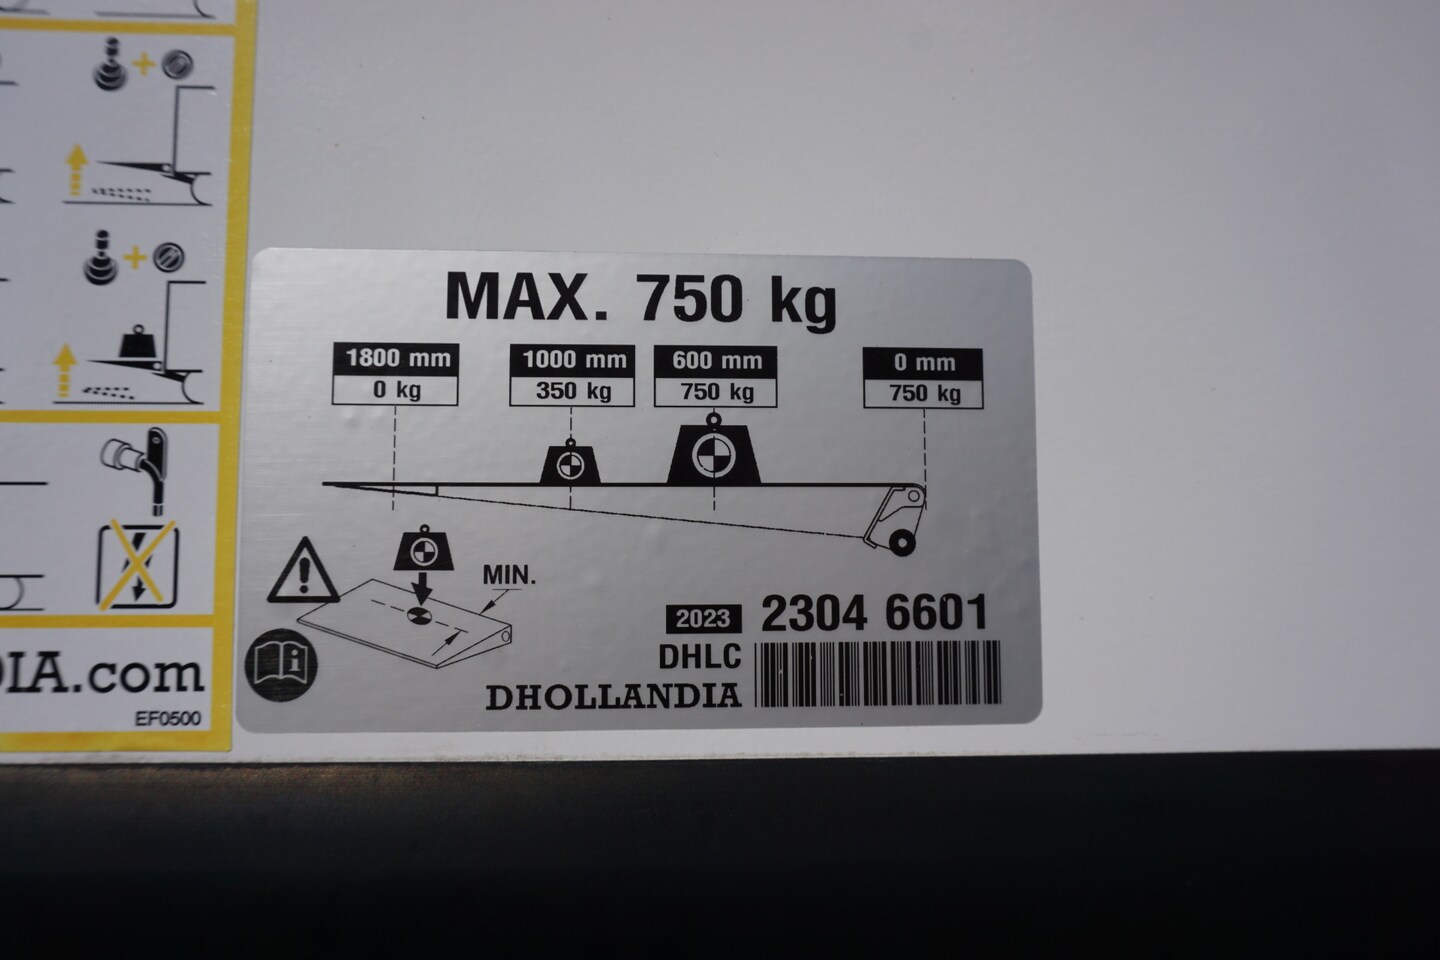 MAX. 750 kg
1800 mm
0 kg
1000 mm
350 kg
600 mm
750 kg
0 mm
750 kg
MIN.
2023 2304 6601
DHLC
DHOLLANDIA
DIA.com
EF0500